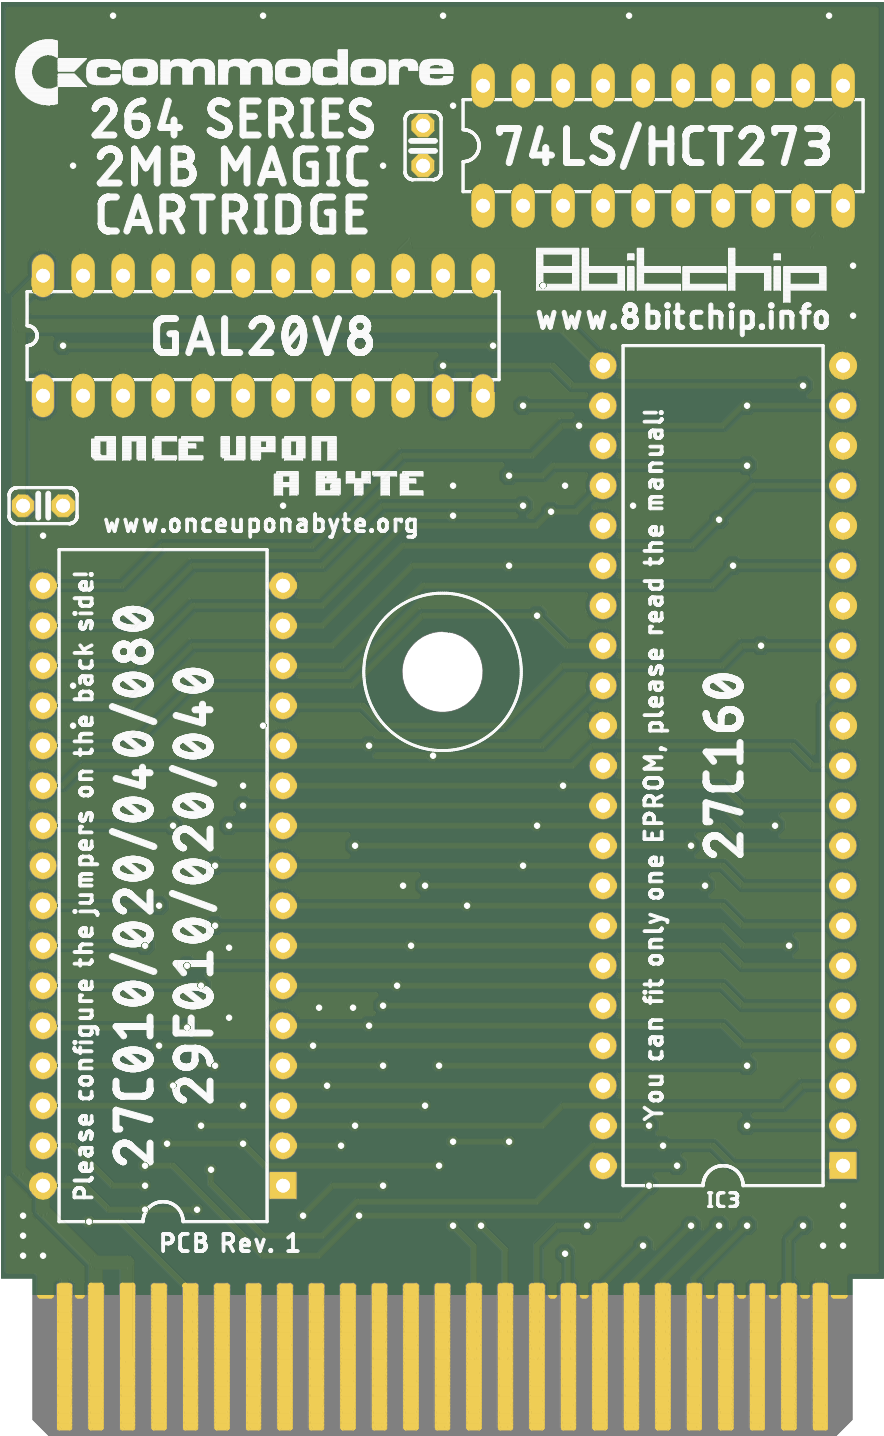 commodore
264 SERIES
2MB MAGIC
CARTRIDGE
74LS/HCT273
8bitchip
www.8bitchip.info
GAL20V8
ONCE UPON
A BYTE
www.onceuponabyte.org
Please configure the jumpers on the back side!
27C010/020/040/080
29F010/020/040
You can fit only one EPROM, please read the manual!
27C160
IC3
PCB Rev. 1